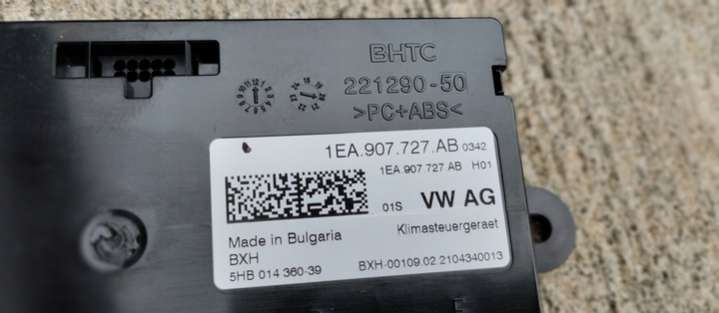 BHTC
221290-50
>PC+ABS<
1EA.907.727.AB 0342
1EA.907 727 AB H01
01S VW AG
Made in Bulgaria Klimasteuergeraet
BXH
5HB 014 360-39 BXH-00109.02.2104340013